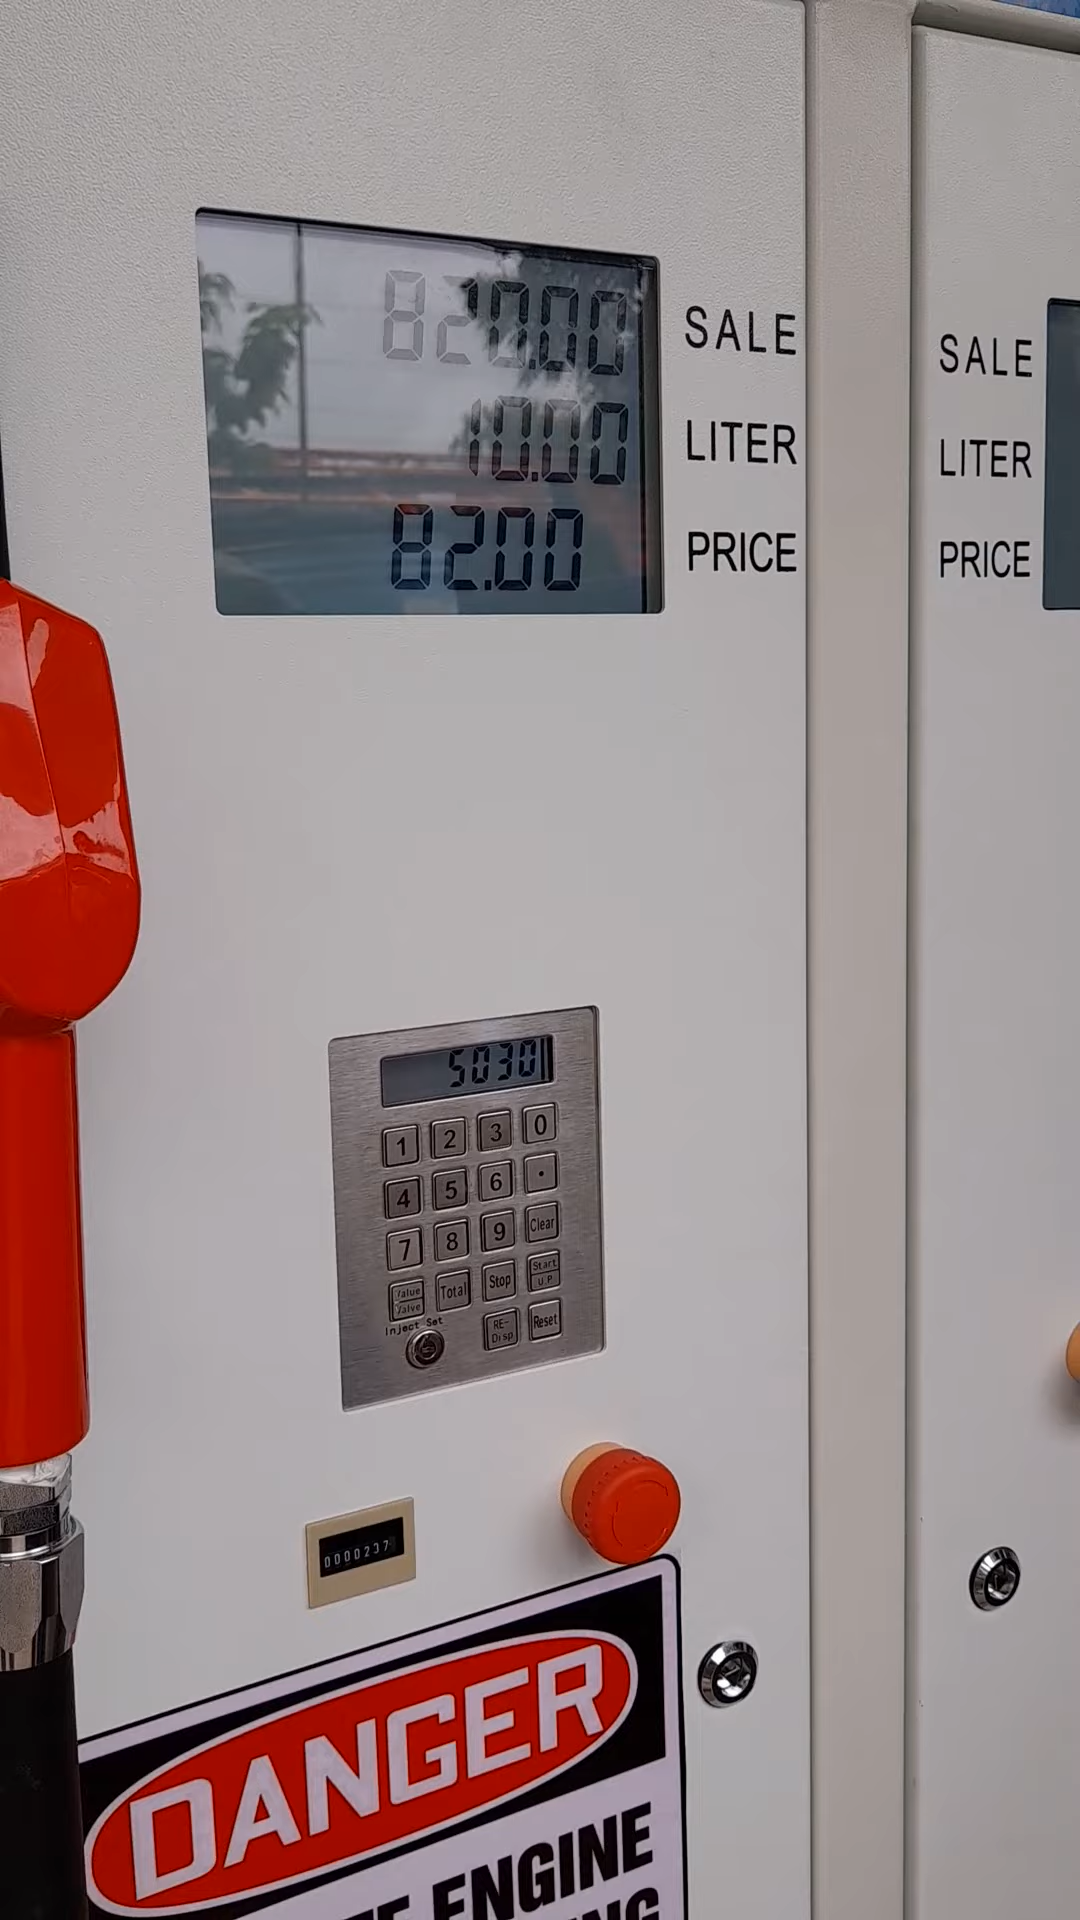 820.00 SALE
10.00 LITER
82.00 PRICE
SALE
LITER
PRICE
5030
1 2 3 0
4 5 6 .
7 8 9 Clear
Value Valve Total Stop Start U.P
Inject Set RE-Disp Reset
0000237
DANGER
ENGINE